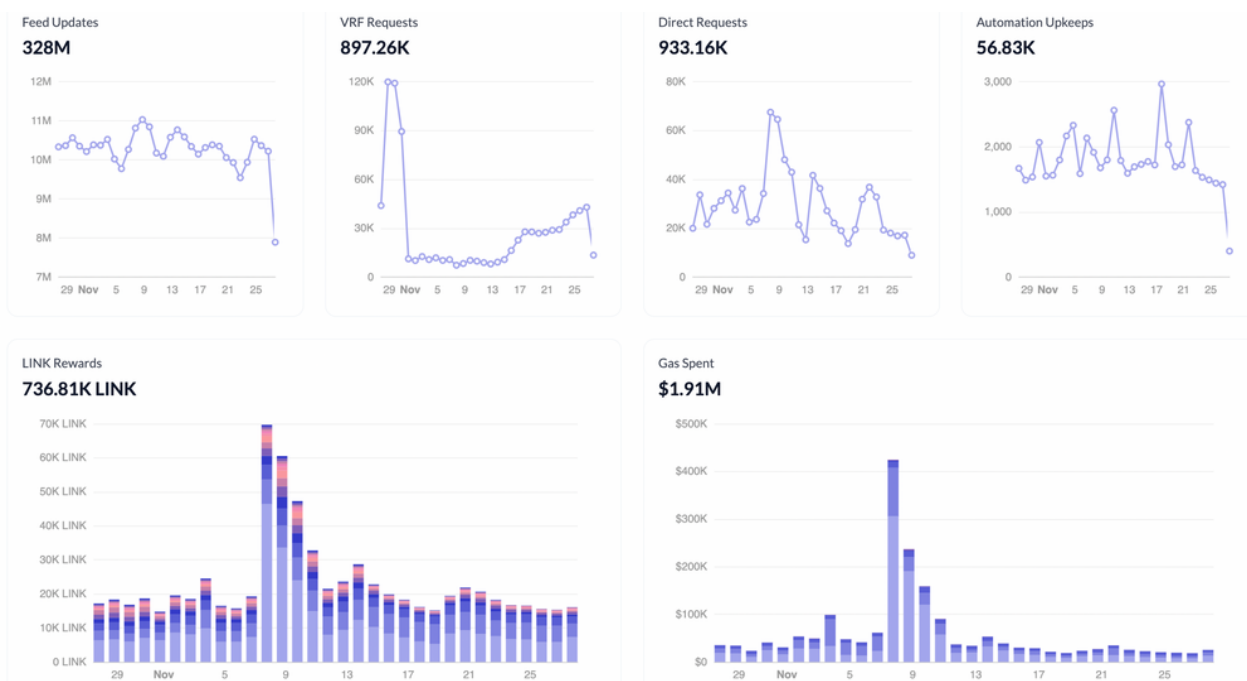 Feed Updates
328M
12M
11M
10M
9M
8M
7M
29 Nov 5 9 13 17 21 25
VRF Requests
897.26K
120K
90K
60K
30K
0
29 Nov 5 9 13 17 21 25
Direct Requests
933.16K
80K
60K
40K
20K
0
29 Nov 5 9 13 17 21 25
Automation Upkeeps
56.83K
3,000
2,000
1,000
0
29 Nov 5 9 13 17 21 25
LINK Rewards
736.81K LINK
70K LINK
60K LINK
50K LINK
40K LINK
30K LINK
20K LINK
10K LINK
0 LINK
29 Nov 5 9 13 17 21 25
Gas Spent
$1.91M
$500K
$400K
$300K
$200K
$100K
$0
29 Nov 5 9 13 17 21 25